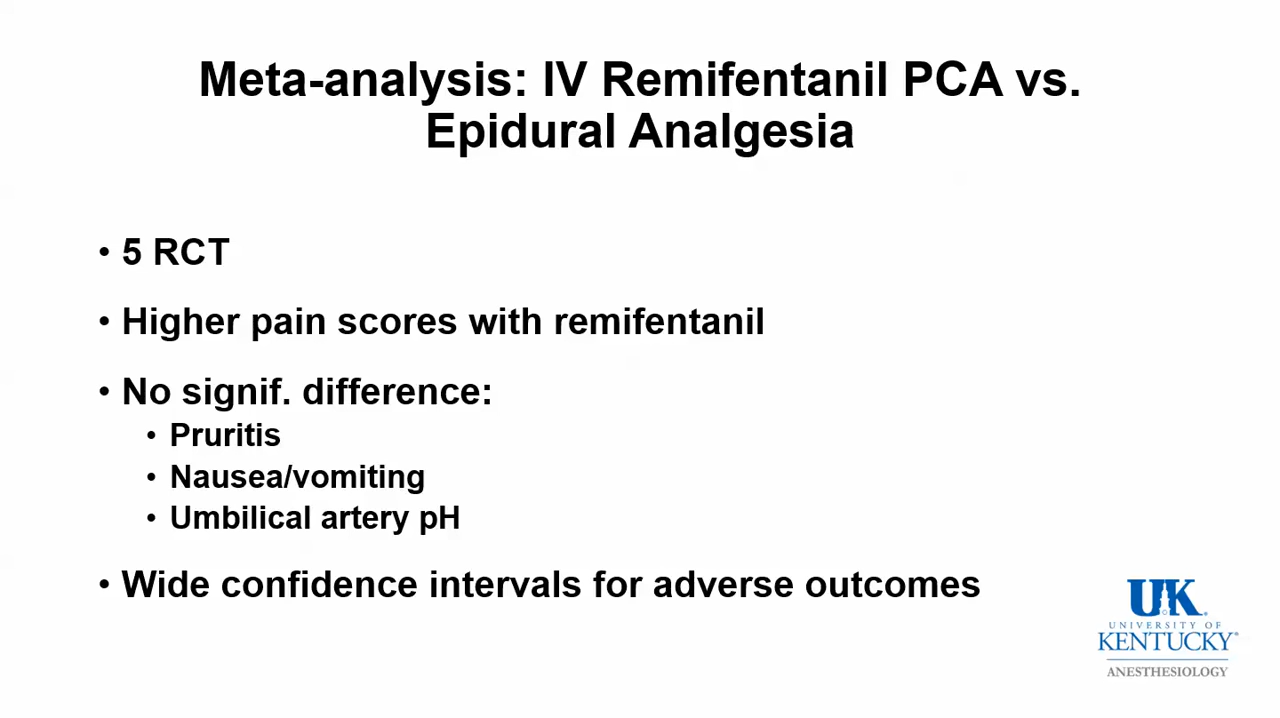 Meta-analysis: IV Remifentanil PCA vs.
Epidural Analgesia
• 5 RCT
• Higher pain scores with remifentanil
• No signif. difference:
• Pruritis
• Nausea/vomiting
• Umbilical artery pH
• Wide confidence intervals for adverse outcomes
UK
UNIVERSITY OF
KENTUCKY®
ANESTHESIOLOGY